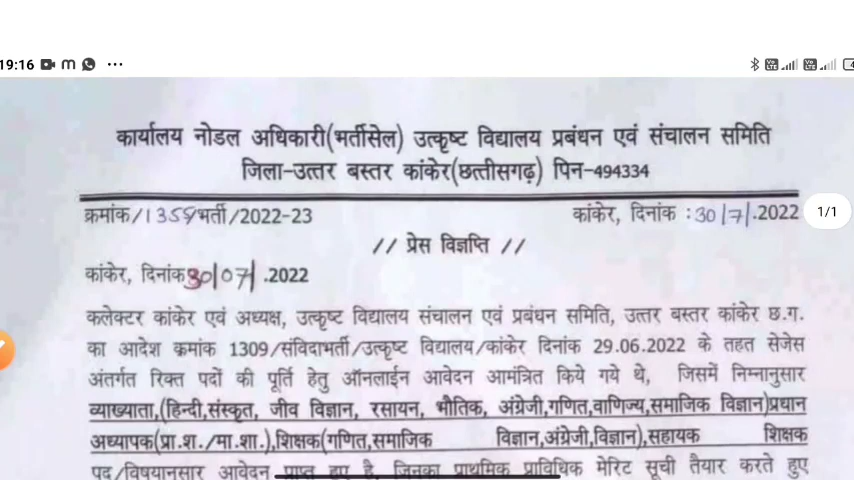 19:16
कार्यालय नोडल अधिकारी(भर्तीसेल) उत्कृष्ट विद्यालय प्रबंधन एवं संचालन समिति
जिला-उत्तर बस्तर कांकेर(छत्तीसगढ़) पिन-494334
क्रमांक/1359/भर्ती/2022-23 कांकेर, दिनांक :30/7/.2022
1/1
// प्रेस विज्ञप्ति //
कांकेर, दिनांक30/07/.2022
कलेक्टर कांकेर एवं अध्यक्ष, उत्कृष्ट विद्यालय संचालन एवं प्रबंधन समिति, उत्तर बस्तर कांकेर छ.ग.
का आदेश क्रमांक 1309/संविदाभर्ती/उत्कृष्ट विद्यालय/कांकेर दिनांक 29.06.2022 के तहत सेजेस
अंतर्गत रिक्त पदों की पूर्ति हेतु ऑनलाईन आवेदन आमंत्रित किये गये थे, जिसमें निम्नानुसार
व्याख्याता,(हिन्दी,संस्कृत, जीव विज्ञान, रसायन, भौतिक, अंग्रेजी,गणित,वाणिज्य,समाजिक विज्ञान)प्रधान
अध्यापक(प्रा.श./मा.शा.),शिक्षक(गणित,समाजिक विज्ञान,अंग्रेजी,विज्ञान),सहायक शिक्षक
पद/विषयानुसार आवेदन प्राप्त हुए है, जिनका प्राथमिक प्राविधिक मेरिट सूची तैयार करते हुए